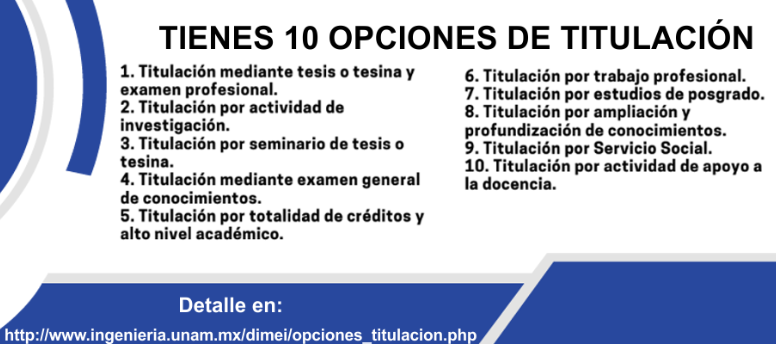 TIENES 10 OPCIONES DE TITULACIÓN
1. Titulación mediante tesis o tesina y
examen profesional.
2. Titulación por actividad de
investigación.
3. Titulación por seminario de tesis o
tesina.
4. Titulación mediante examen general
de conocimientos.
5. Titulación por totalidad de créditos y
alto nivel académico.
6. Titulación por trabajo profesional.
7. Titulación por estudios de posgrado.
8. Titulación por ampliación y
profundización de conocimientos.
9. Titulación por Servicio Social.
10. Titulación por actividad de apoyo a
la docencia.
Detalle en:
http://www.ingenieria.unam.mx/dimei/opciones_titulacion.php